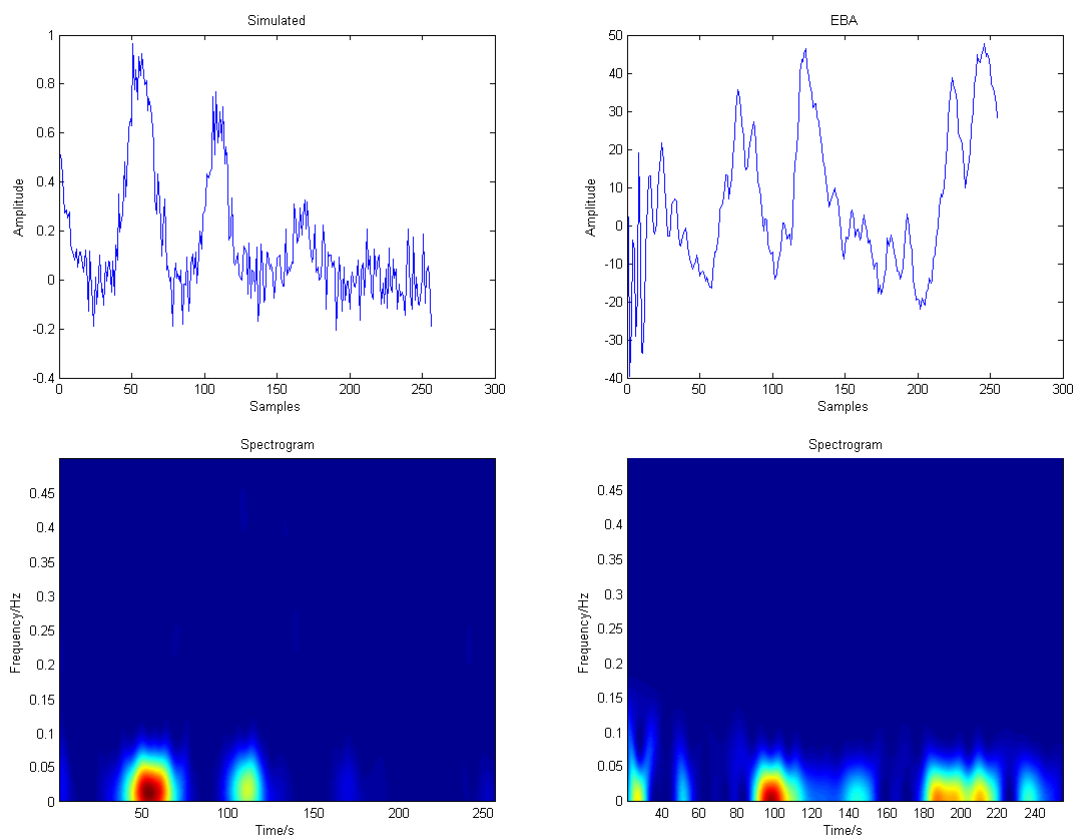 Simulated
1
0.8
0.6
0.4
0.2
0
-0.2
-0.4
Amplitude
0 50 100 150 200 250 300
Samples
EBA
50
40
30
20
10
0
-10
-20
-30
-40
Amplitude
0 50 100 150 200 250 300
Samples
Spectrogram
0.45
0.4
0.35
0.3
0.25
0.2
0.15
0.1
0.05
0
Frequency/Hz
50 100 150 200 250
Time/s
Spectrogram
0.45
0.4
0.35
0.3
0.25
0.2
0.15
0.1
0.05
0
Frequency/Hz
40 60 80 100 120 140 160 180 200 220 240
Time/s